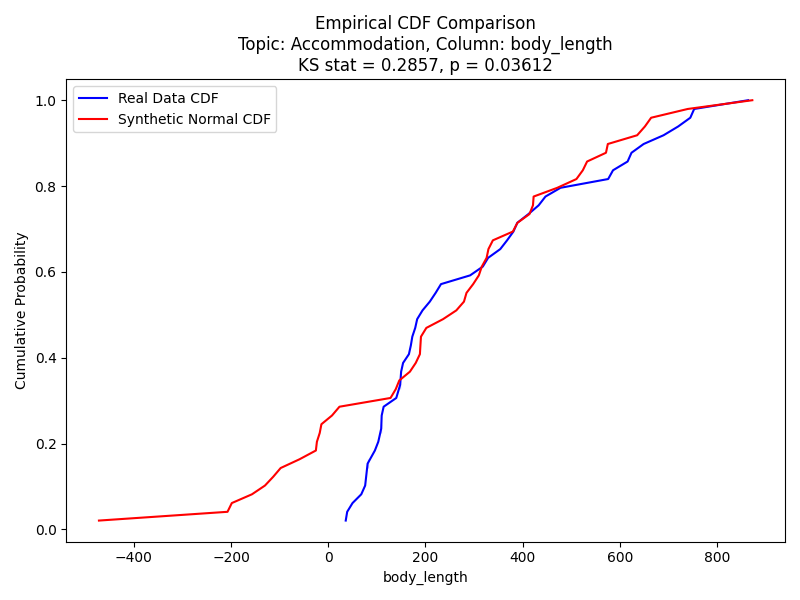 Empirical CDF Comparison
Topic: Accommodation, Column: body_length
KS stat = 0.2857, p = 0.03612
Real Data CDF
Synthetic Normal CDF
Cumulative Probability
1.0
0.8
0.6
0.4
0.2
0.0
−400 −200 0 200 400 600 800
body_length